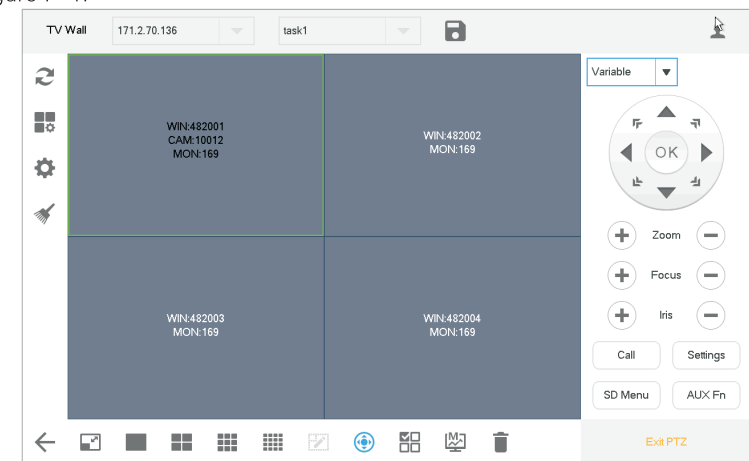 TV Wall 171.2.70.136 task1
Variable
WIN:482001
CAM:10012
MON:169
WIN:482002
MON:169
OK
Zoom
Focus
Iris
WIN:482003
MON:169
WIN:482004
MON:169
Call Settings
SD Menu AUX Fn
M
Exit PTZ